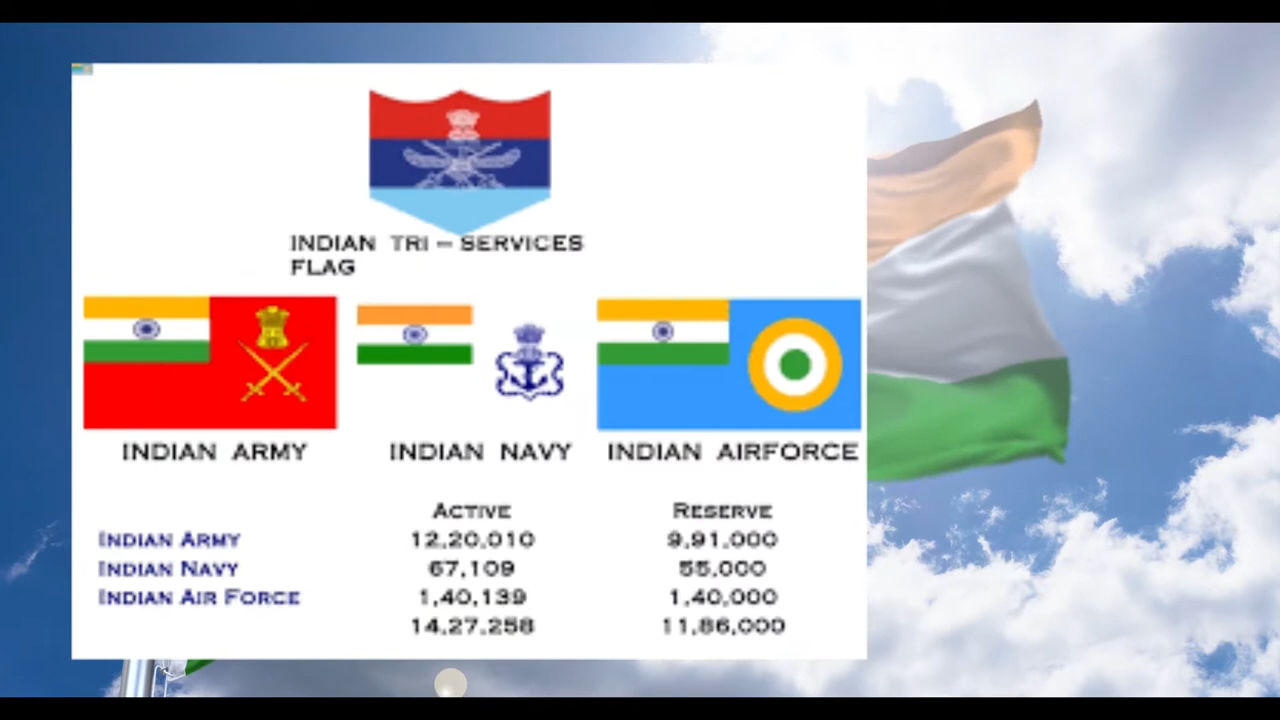 INDIAN TRI – SERVICES
FLAG
INDIAN ARMY
INDIAN NAVY
INDIAN AIRFORCE
ACTIVE RESERVE
INDIAN ARMY 12,20,010 9,91,000
INDIAN NAVY 67,109 55,000
INDIAN AIR FORCE 1,40,139 1,40,000
14,27,258 11,86,000